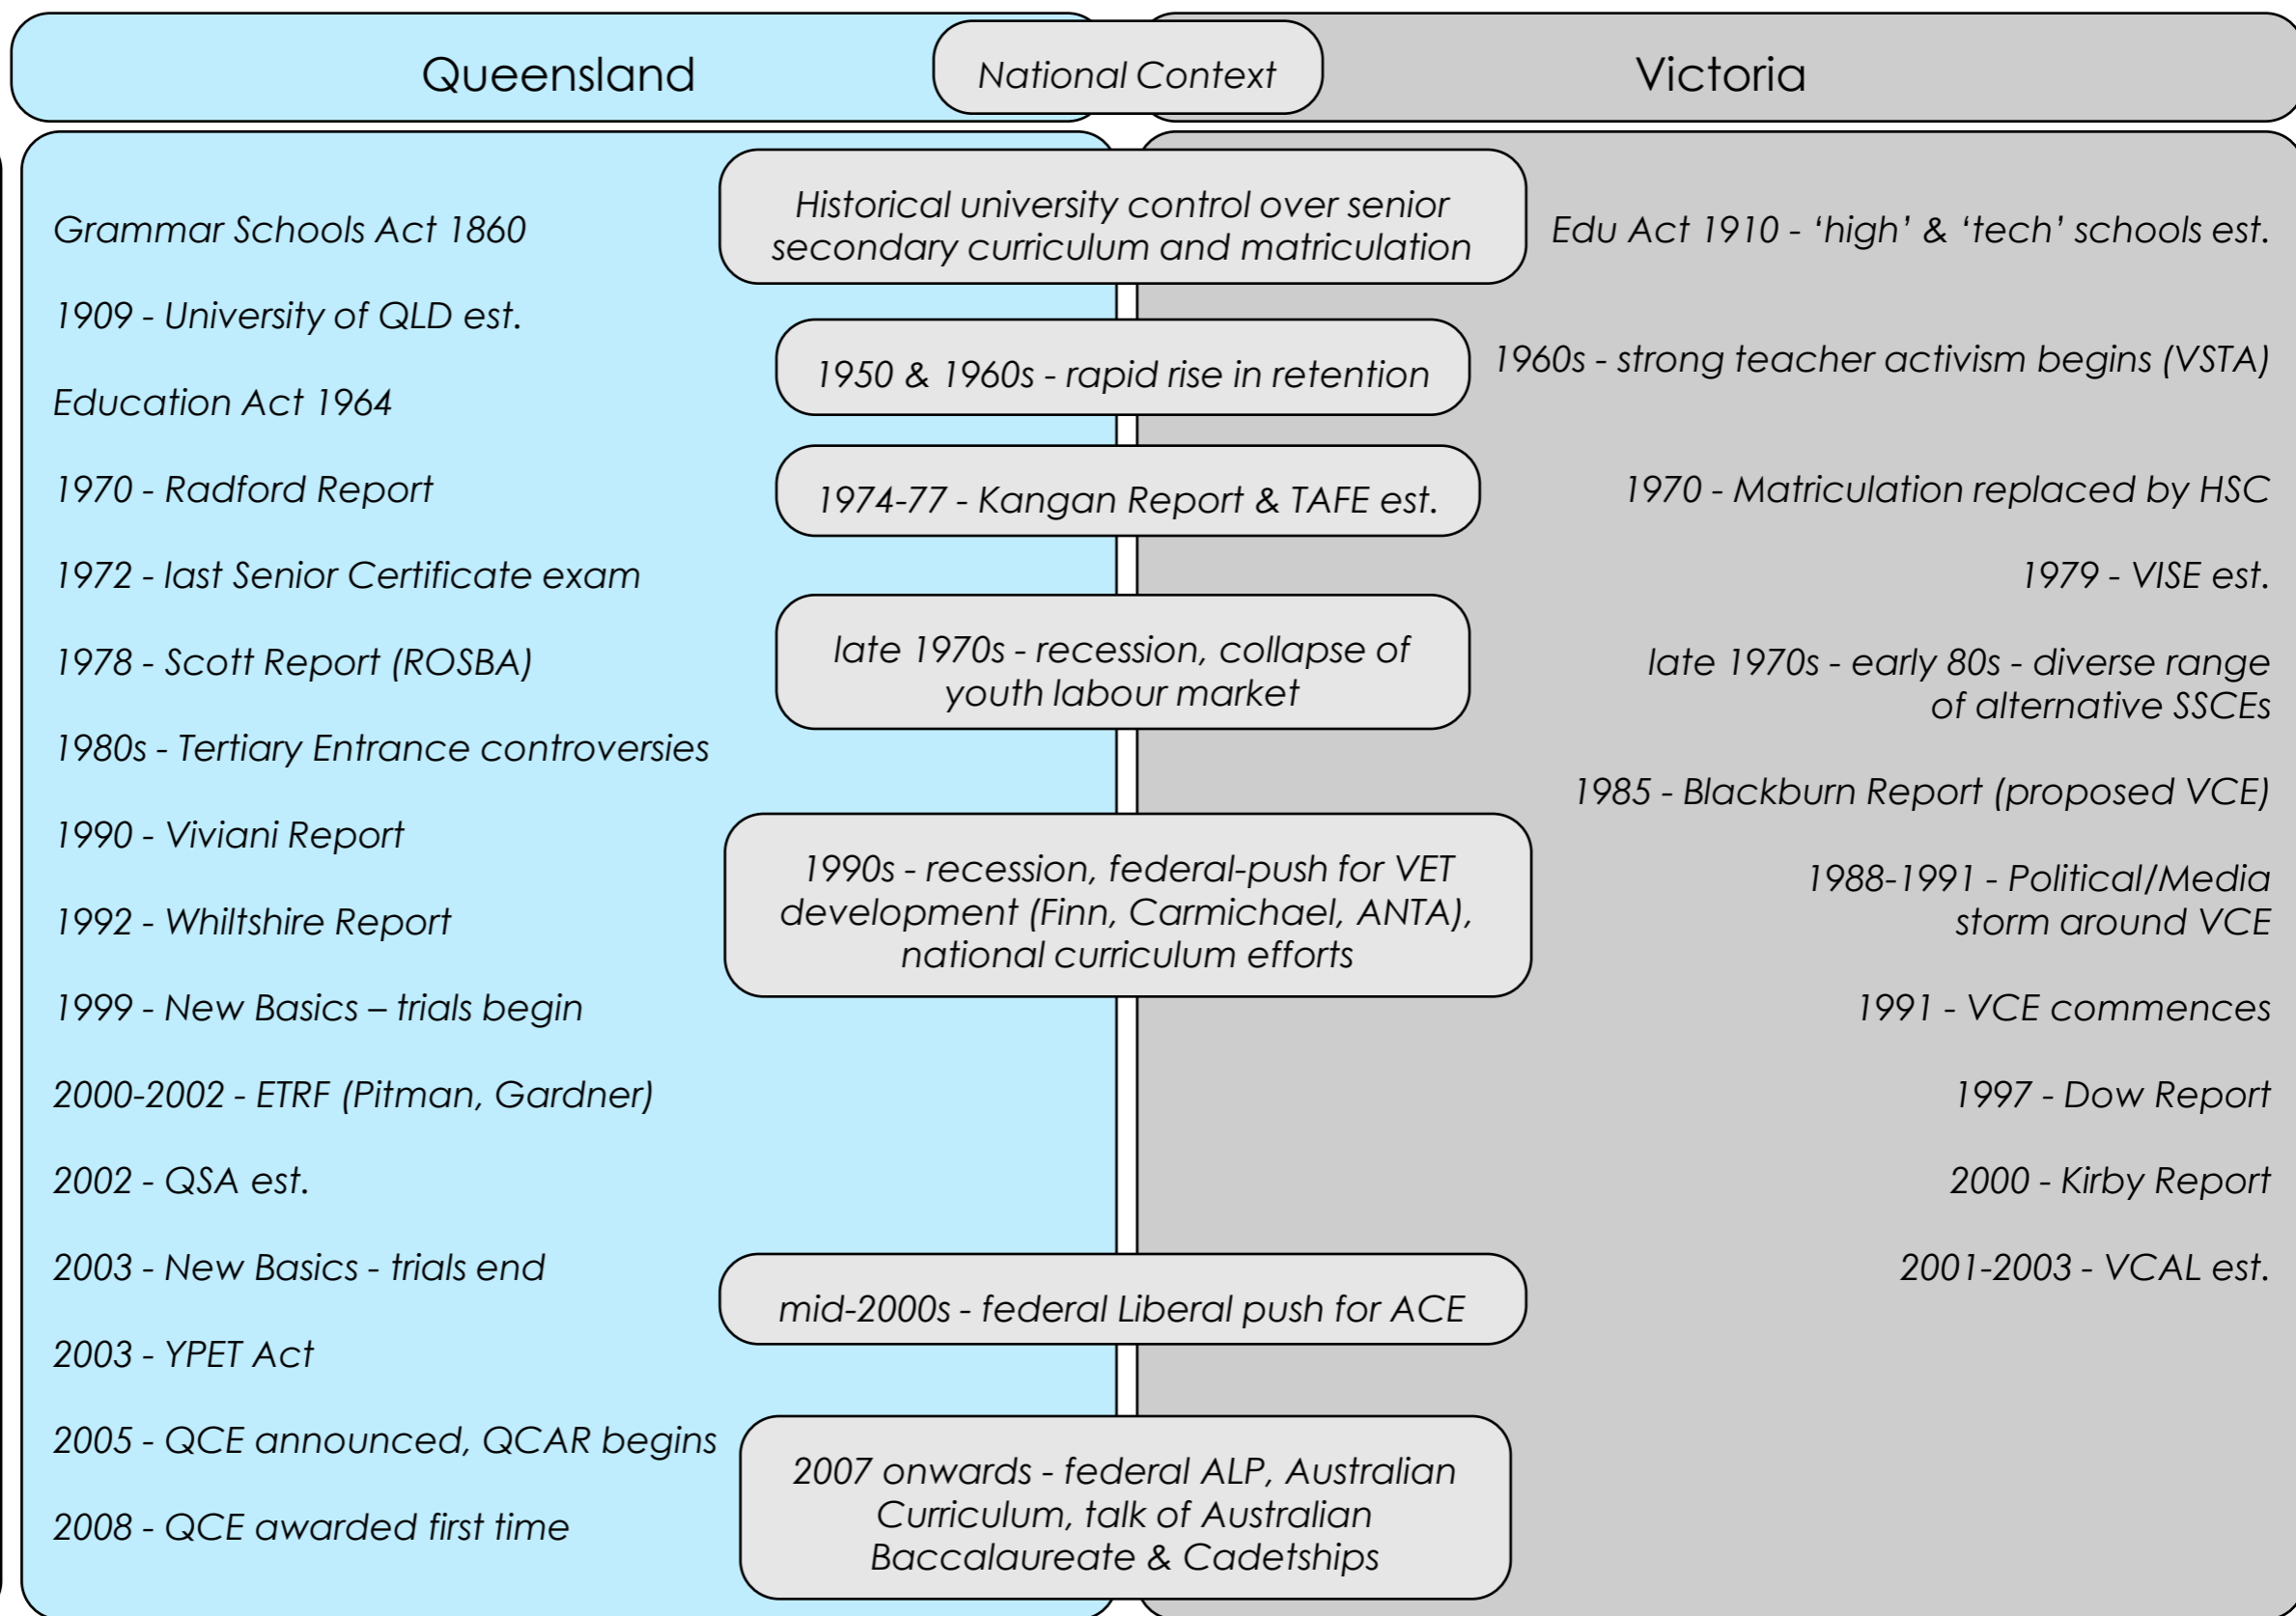 Queensland
National Context
Victoria
Grammar Schools Act 1860
1909 - University of QLD est.
Education Act 1964
1970 - Radford Report
1972 - last Senior Certificate exam
1978 - Scott Report (ROSBA)
1980s - Tertiary Entrance controversies
1990 - Viviani Report
1992 - Whiltshire Report
1999 - New Basics – trials begin
2000-2002 - ETRF (Pitman, Gardner)
2002 - QSA est.
2003 - New Basics - trials end
2003 - YPET Act
2005 - QCE announced, QCAR begins
2008 - QCE awarded first time
Historical university control over senior
secondary curriculum and matriculation
1950 & 1960s - rapid rise in retention
1974-77 - Kangan Report & TAFE est.
late 1970s - recession, collapse of
youth labour market
1990s - recession, federal-push for VET
development (Finn, Carmichael, ANTA),
national curriculum efforts
mid-2000s - federal Liberal push for ACE
2007 onwards - federal ALP, Australian
Curriculum, talk of Australian
Baccalaureate & Cadetships
Edu Act 1910 - ‘high’ & ‘tech’ schools est.
1960s - strong teacher activism begins (VSTA)
1970 - Matriculation replaced by HSC
1979 - VISE est.
late 1970s - early 80s - diverse range
of alternative SSCEs
1985 - Blackburn Report (proposed VCE)
1988-1991 - Political/Media
storm around VCE
1991 - VCE commences
1997 - Dow Report
2000 - Kirby Report
2001-2003 - VCAL est.